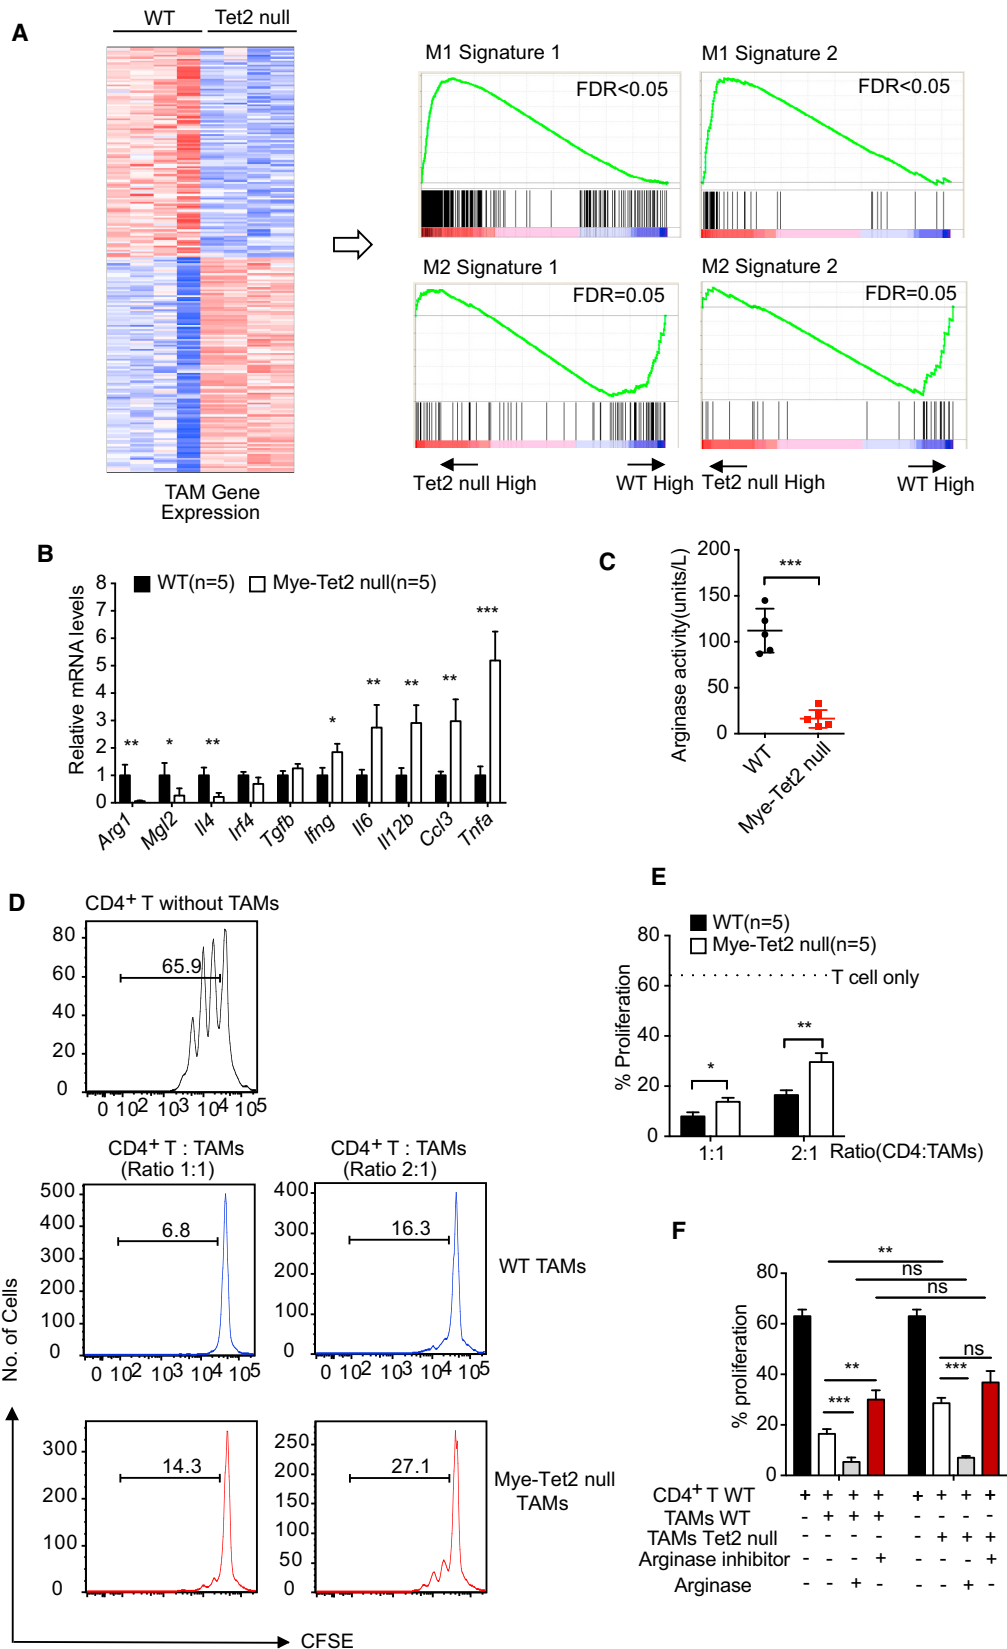 A
WT Tet2 null
TAM Gene
Expression
M1 Signature 1
FDR<0.05
M1 Signature 2
FDR<0.05
M2 Signature 1
FDR=0.05
M2 Signature 2
FDR=0.05
Tet2 null High WT High Tet2 null High WT High
B
WT(n=5) Mye-Tet2 null(n=5)
Relative mRNA levels
8
7
6
5
4
3
2
1
0
** * ** * ** ** ** ***
Arg1 Mgl2 Il4 Irf4 Tgfb Ifng Il6 Il12b Ccl3 Tnfa
C
Arginase activity(units/L)
200
150
100
50
0
***
WT
Mye-Tet2 null
D
CD4+ T without TAMs
80
60
40
20
0
65.9
0 10² 10³ 10⁴ 10⁵
CD4+ T : TAMs
(Ratio 1:1)
500
400
300
200
100
0
6.8
0 10² 10³ 10⁴ 10⁵
CD4+ T : TAMs
(Ratio 2:1)
400
300
200
100
0
16.3
0 10² 10³ 10⁴ 10⁵
WT TAMs
300
200
100
0
14.3
250
200
150
100
50
0
27.1
Mye-Tet2 null
TAMs
No. of Cells
CFSE
E
WT(n=5)
Mye-Tet2 null(n=5)
% Proliferation
80
60
40
20
0
T cell only
*
**
1:1 2:1 Ratio(CD4:TAMs)
F
% proliferation
80
60
40
20
0
**
ns
ns
**
***
ns
***
CD4+ T WT + + + + + + + +
TAMs WT - + + + - - - -
TAMs Tet2 null - - - - - + + +
Arginase inhibitor - - - + - - - +
Arginase - - + - - - + -